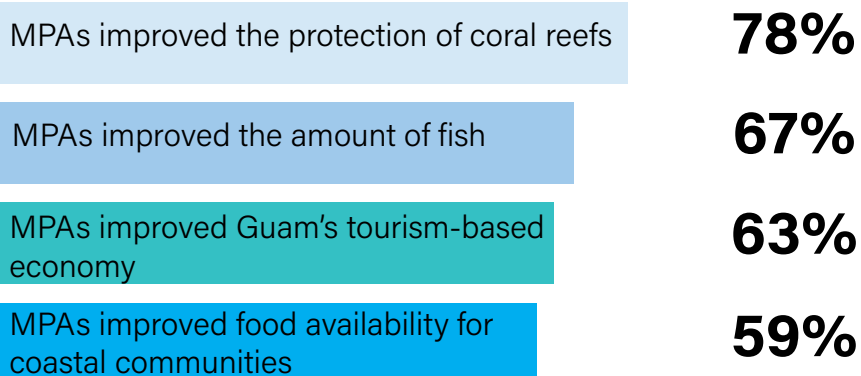 MPAs improved the protection of coral reefs 78%
MPAs improved the amount of fish 67%
MPAs improved Guam’s tourism-based
economy 63%
MPAs improved food availability for
coastal communities 59%